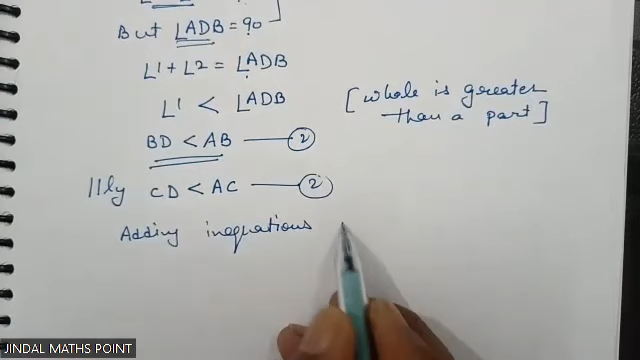 But ∠ADB = 90
∠1 + ∠2 = ∠ADB
∠1 < ∠ADB
[whole is greater
than a part]
BD < AB —— ②
||ly CD < AC —— ②
Adding inequations
JINDAL MATHS POINT